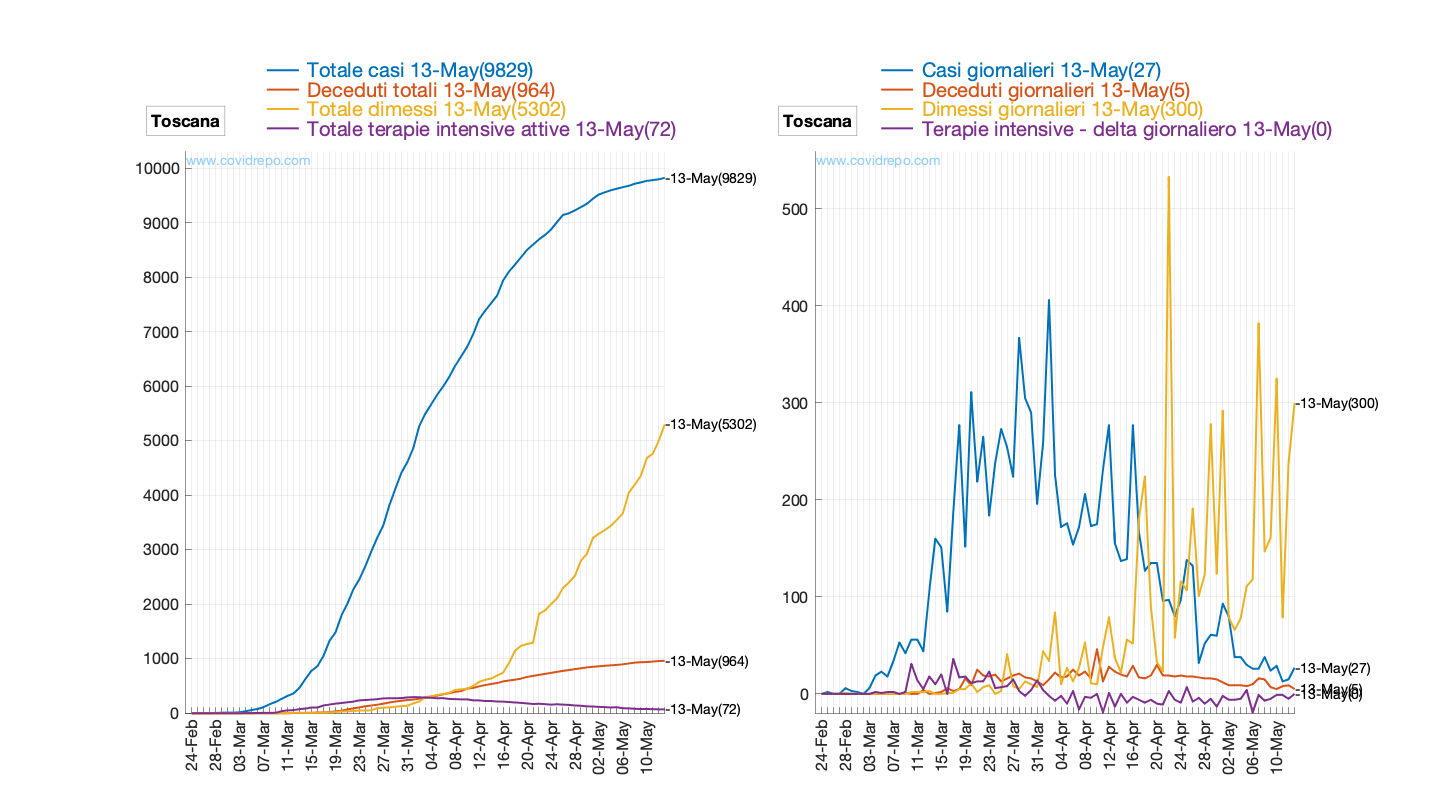 Totale casi 13-May(9829)
Deceduti totali 13-May(964)
Totale dimessi 13-May(5302)
Totale terapie intensive attive 13-May(72)
Toscana
www.covidrepo.com
10000
9000
8000
7000
6000
5000
4000
3000
2000
1000
0
-13-May(9829)
-13-May(5302)
-13-May(964)
-13-May(72)
24-Feb
28-Feb
03-Mar
07-Mar
11-Mar
15-Mar
19-Mar
23-Mar
27-Mar
31-Mar
04-Apr
08-Apr
12-Apr
16-Apr
20-Apr
24-Apr
28-Apr
02-May
06-May
10-May
Casi giornalieri 13-May(27)
Deceduti giornalieri 13-May(5)
Dimessi giornalieri 13-May(300)
Terapie intensive - delta giornaliero 13-May(0)
Toscana
www.covidrepo.com
500
400
300
200
100
0
-13-May(300)
-13-May(27)
-13-May(5)
-13-May(0)
24-Feb
28-Feb
03-Mar
07-Mar
11-Mar
15-Mar
19-Mar
23-Mar
27-Mar
31-Mar
04-Apr
08-Apr
12-Apr
16-Apr
20-Apr
24-Apr
28-Apr
02-May
06-May
10-May